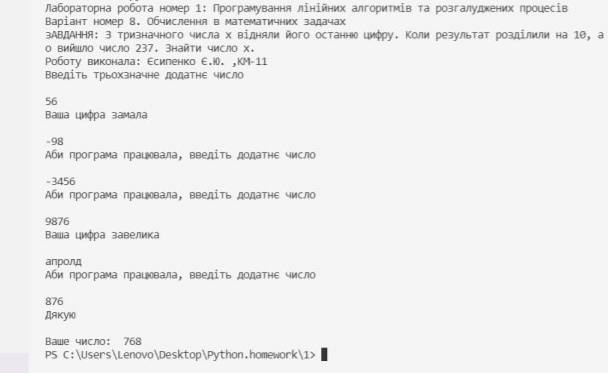 Лабораторна робота номер 1: Програмування лінійних алгоритмів та розгалуджених процесів
Варіант номер 8. Обчислення в математичних задачах
зАВДАННЯ: З тризначного числа x відняли його останню цифру. Коли результат розділили на 10, а
о вийшло число 237. Знайти число x.
Роботу виконала: Єсипенко Є.Ю. ,КМ-11
Введіть трьохзначне додатнє число
56
Ваша цифра замала
-98
Аби програма працювала, введіть додатнє число
-3456
Аби програма працювала, введіть додатнє число
9876
Ваша цифра завелика
апролд
Аби програма працювала, введіть додатнє число
876
Дякую
Ваше число:  768
PS C:\Users\Lenovo\Desktop\Python.homework\1>